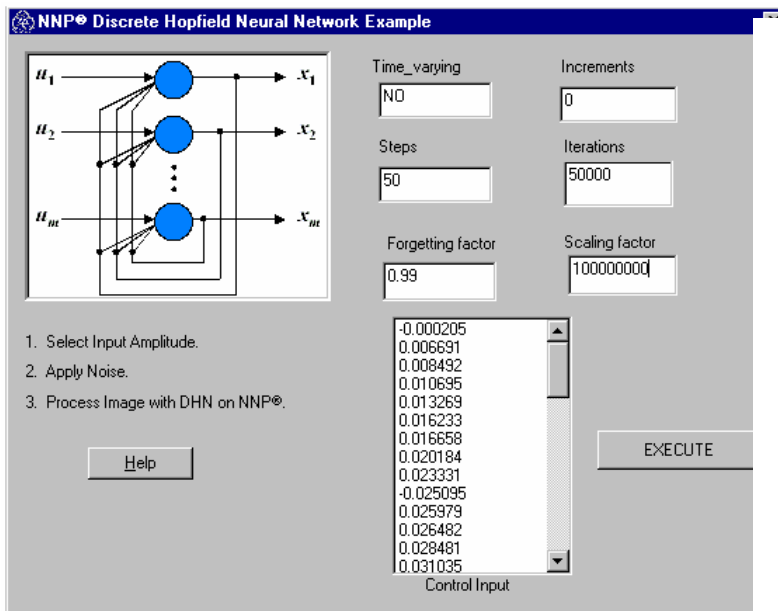 NNP® Discrete Hopfield Neural Network Example
u1
x1
u2
x2
um
xm
Time_varying
Increments
NO
0
Steps
Iterations
50
50000
Forgetting factor
Scaling factor
0.99
100000000
1. Select Input Amplitude.
2. Apply Noise.
3. Process Image with DHN on NNP®.
Help
-0.000205
0.006691
0.008492
0.010695
0.013269
0.016233
0.016658
0.020184
0.023331
-0.025095
0.025979
0.026482
0.028481
0.031035
EXECUTE
Control Input